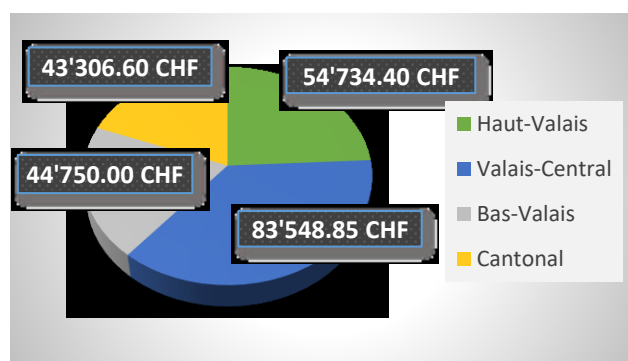 43'306.60 CHF
54'734.40 CHF
44'750.00 CHF
83'548.85 CHF
Haut-Valais
Valais-Central
Bas-Valais
Cantonal